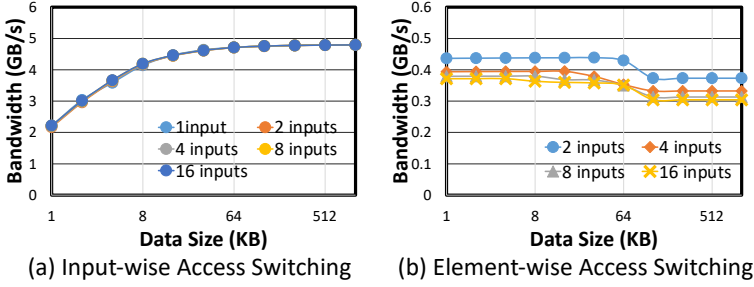 Bandwidth (GB/s)
6
5
4
3
2
1
0
1input
2 inputs
4 inputs
8 inputs
16 inputs
1
8
64
512
Data Size (KB)
(a) Input-wise Access Switching
Bandwidth (GB/s)
0.6
0.5
0.4
0.3
0.2
0.1
0
2 inputs
4 inputs
8 inputs
16 inputs
1
8
64
512
Data Size (KB)
(b) Element-wise Access Switching